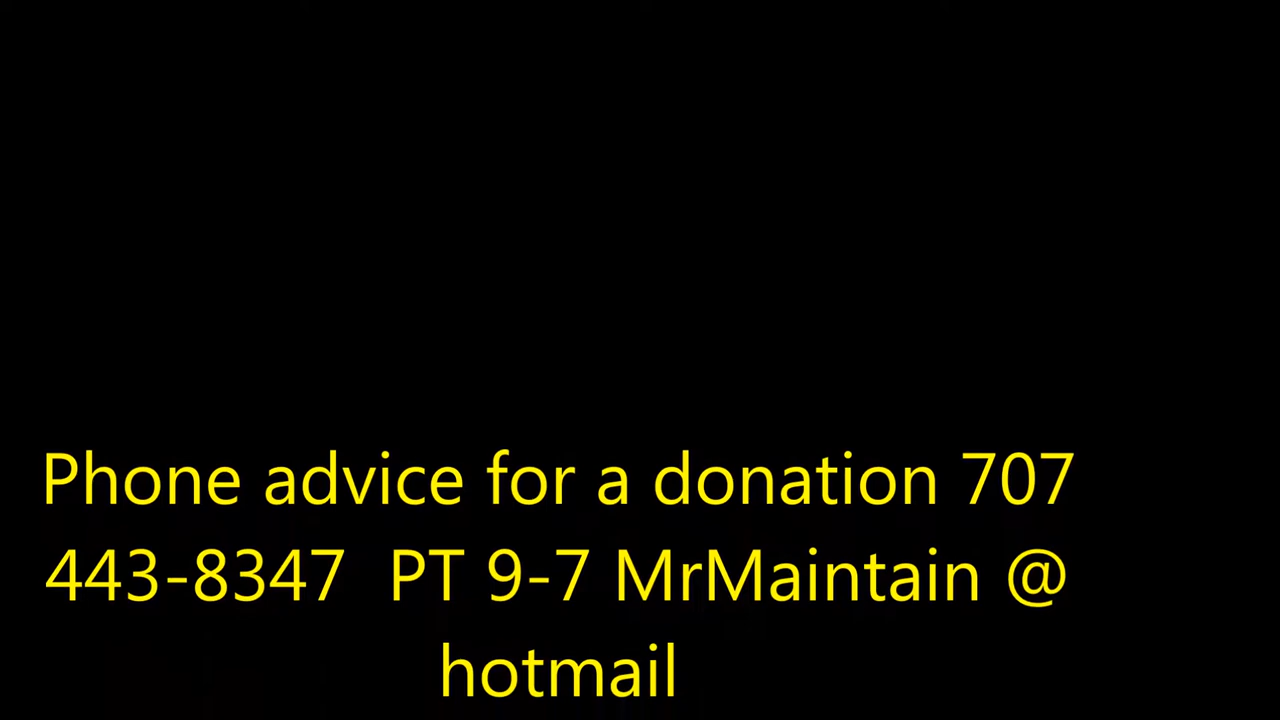 Phone advice for a donation 707
443-8347  PT 9-7 MrMaintain @
hotmail